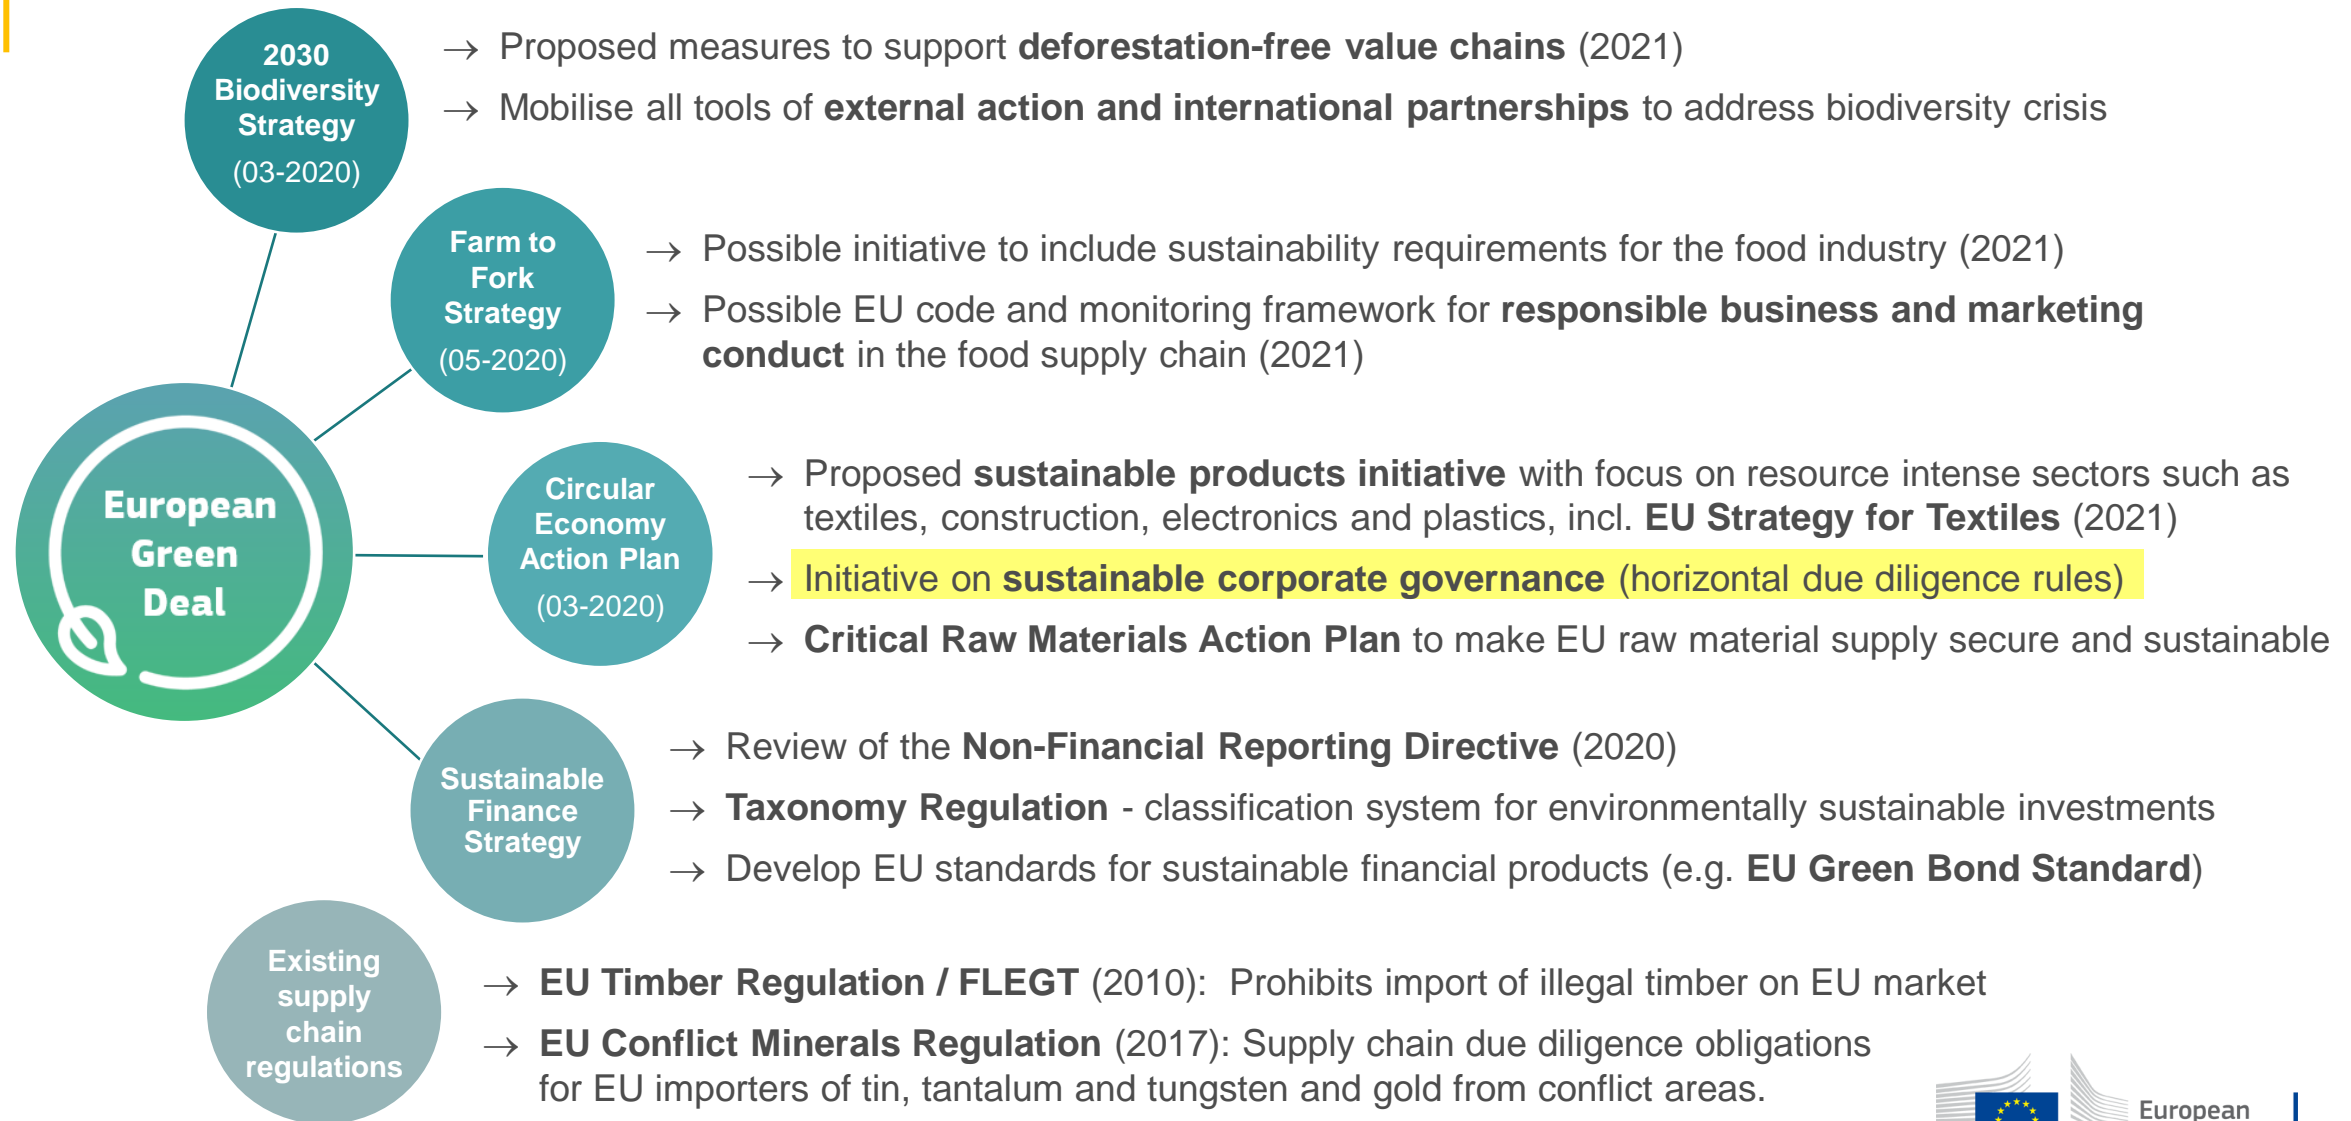 2030
Biodiversity
Strategy
(03-2020)
→ Proposed measures to support deforestation-free value chains (2021)
→ Mobilise all tools of external action and international partnerships to address biodiversity crisis
Farm to
Fork
Strategy
(05-2020)
→ Possible initiative to include sustainability requirements for the food industry (2021)
→ Possible EU code and monitoring framework for responsible business and marketing
conduct in the food supply chain (2021)
European
Green
Deal
Circular
Economy
Action Plan
(03-2020)
→ Proposed sustainable products initiative with focus on resource intense sectors such as
textiles, construction, electronics and plastics, incl. EU Strategy for Textiles (2021)
→ Initiative on sustainable corporate governance (horizontal due diligence rules)
→ Critical Raw Materials Action Plan to make EU raw material supply secure and sustainable
Sustainable
Finance
Strategy
→ Review of the Non-Financial Reporting Directive (2020)
→ Taxonomy Regulation - classification system for environmentally sustainable investments
→ Develop EU standards for sustainable financial products (e.g. EU Green Bond Standard)
Existing
supply
chain
regulations
→ EU Timber Regulation / FLEGT (2010): Prohibits import of illegal timber on EU market
→ EU Conflict Minerals Regulation (2017): Supply chain due diligence obligations
for EU importers of tin, tantalum and tungsten and gold from conflict areas.
European